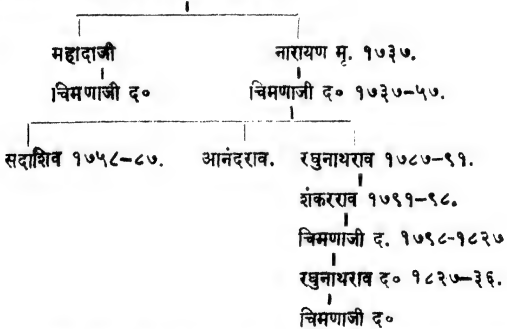 महादाजी नारायण मृ. १७३७.
चिमणाजी द० चिमणाजी द० १७३७-५७.
सदाशिव १७५८-८७. आनंदराव. रघुनाथराव १७८७-९१.
शंकरराव १७९१-९८.
चिमणाजी द. १७९८-१८२७
रघुनाथराव द० १८२७-३६.
चिमणाजी द०